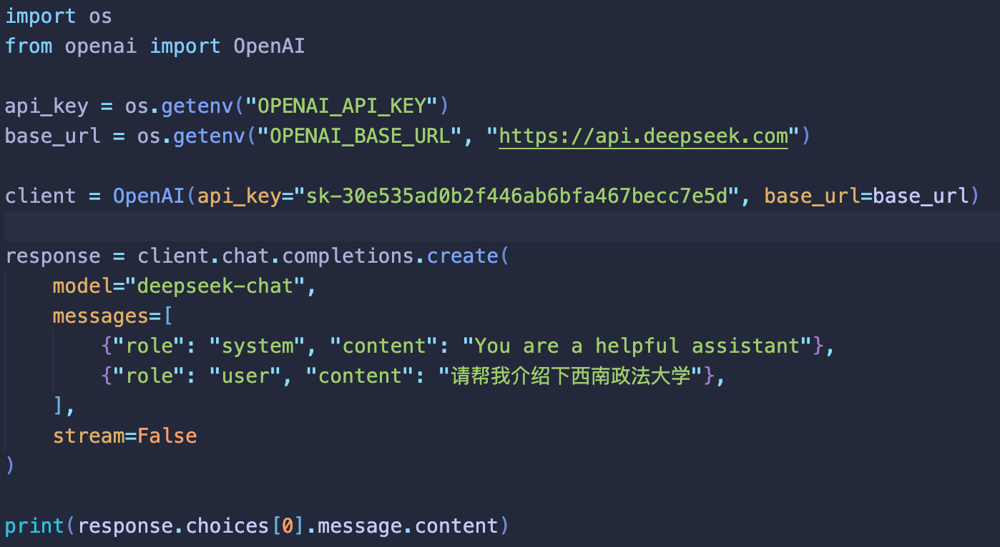 import os
from openai import OpenAI

api_key = os.getenv("OPENAI_API_KEY")
base_url = os.getenv("OPENAI_BASE_URL", "https://api.deepseek.com")

client = OpenAI(api_key="sk-30e535ad0b2f446ab6bfa467becc7e5d", base_url=base_url)

response = client.chat.completions.create(
    model="deepseek-chat",
    messages=[
        {"role": "system", "content": "You are a helpful assistant"},
        {"role": "user", "content": "请帮我介绍下西南政法大学"},
    ],
    stream=False
)

print(response.choices[0].message.content)